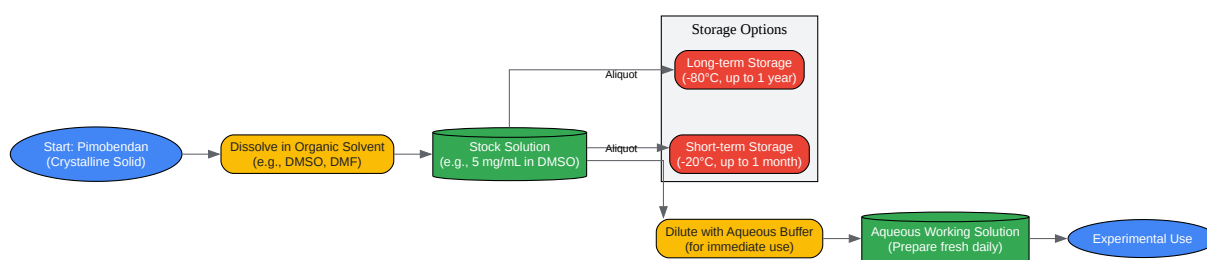 Storage Options
Long-term Storage
(-80°C, up to 1 year)
Aliquot
Start: Pimobendan
(Crystalline Solid)
Dissolve in Organic Solvent
(e.g., DMSO, DMF)
Stock Solution
(e.g., 5 mg/mL in DMSO)
Aliquot
Short-term Storage
(-20°C, up to 1 month)
Dilute with Aqueous Buffer
(for immediate use)
Aqueous Working Solution
(Prepare fresh daily)
Experimental Use